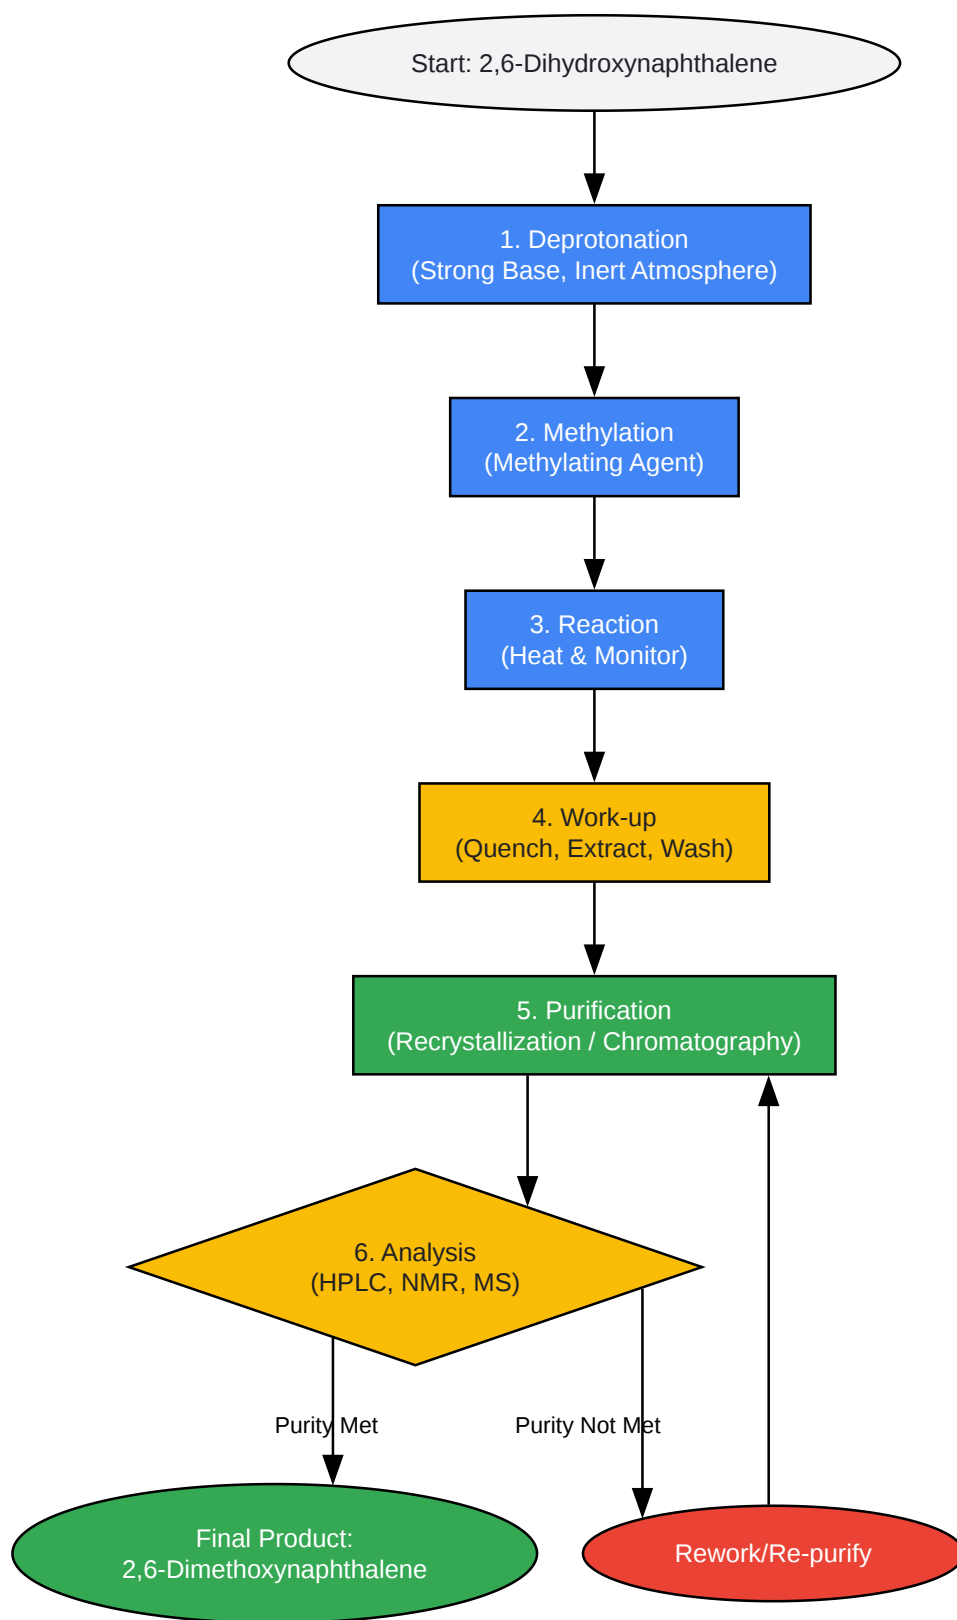 Start: 2,6-Dihydroxynaphthalene
1. Deprotonation
(Strong Base, Inert Atmosphere)
2. Methylation
(Methylating Agent)
3. Reaction
(Heat & Monitor)
4. Work-up
(Quench, Extract, Wash)
5. Purification
(Recrystallization / Chromatography)
6. Analysis
(HPLC, NMR, MS)
Purity Met
Purity Not Met
Final Product:
2,6-Dimethoxynaphthalene
Rework/Re-purify